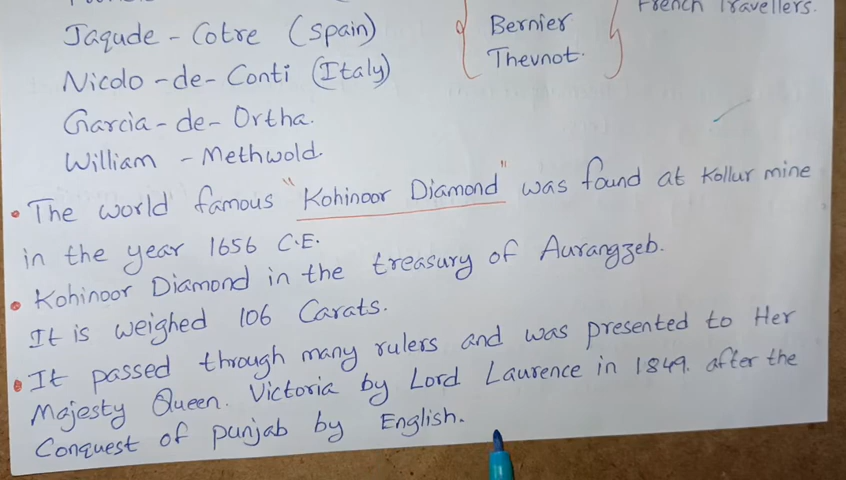 French Travellers.
Jaqude - Cotre (Spain)
Bernier
Nicolo - de - Conti (Italy)
Thevnot.
Garcia - de - Ortha.
William - Methwold.
• The world famous "Kohinoor Diamond" was found at Kollur mine
in the year 1656 C.E.
• Kohinoor Diamond in the treasury of Aurangzeb.
It is weighed 106 Carats.
• It passed through many rulers and was presented to Her
Majesty Queen. Victoria by Lord Laurence in 1849. after the
Conquest of punjab by English.